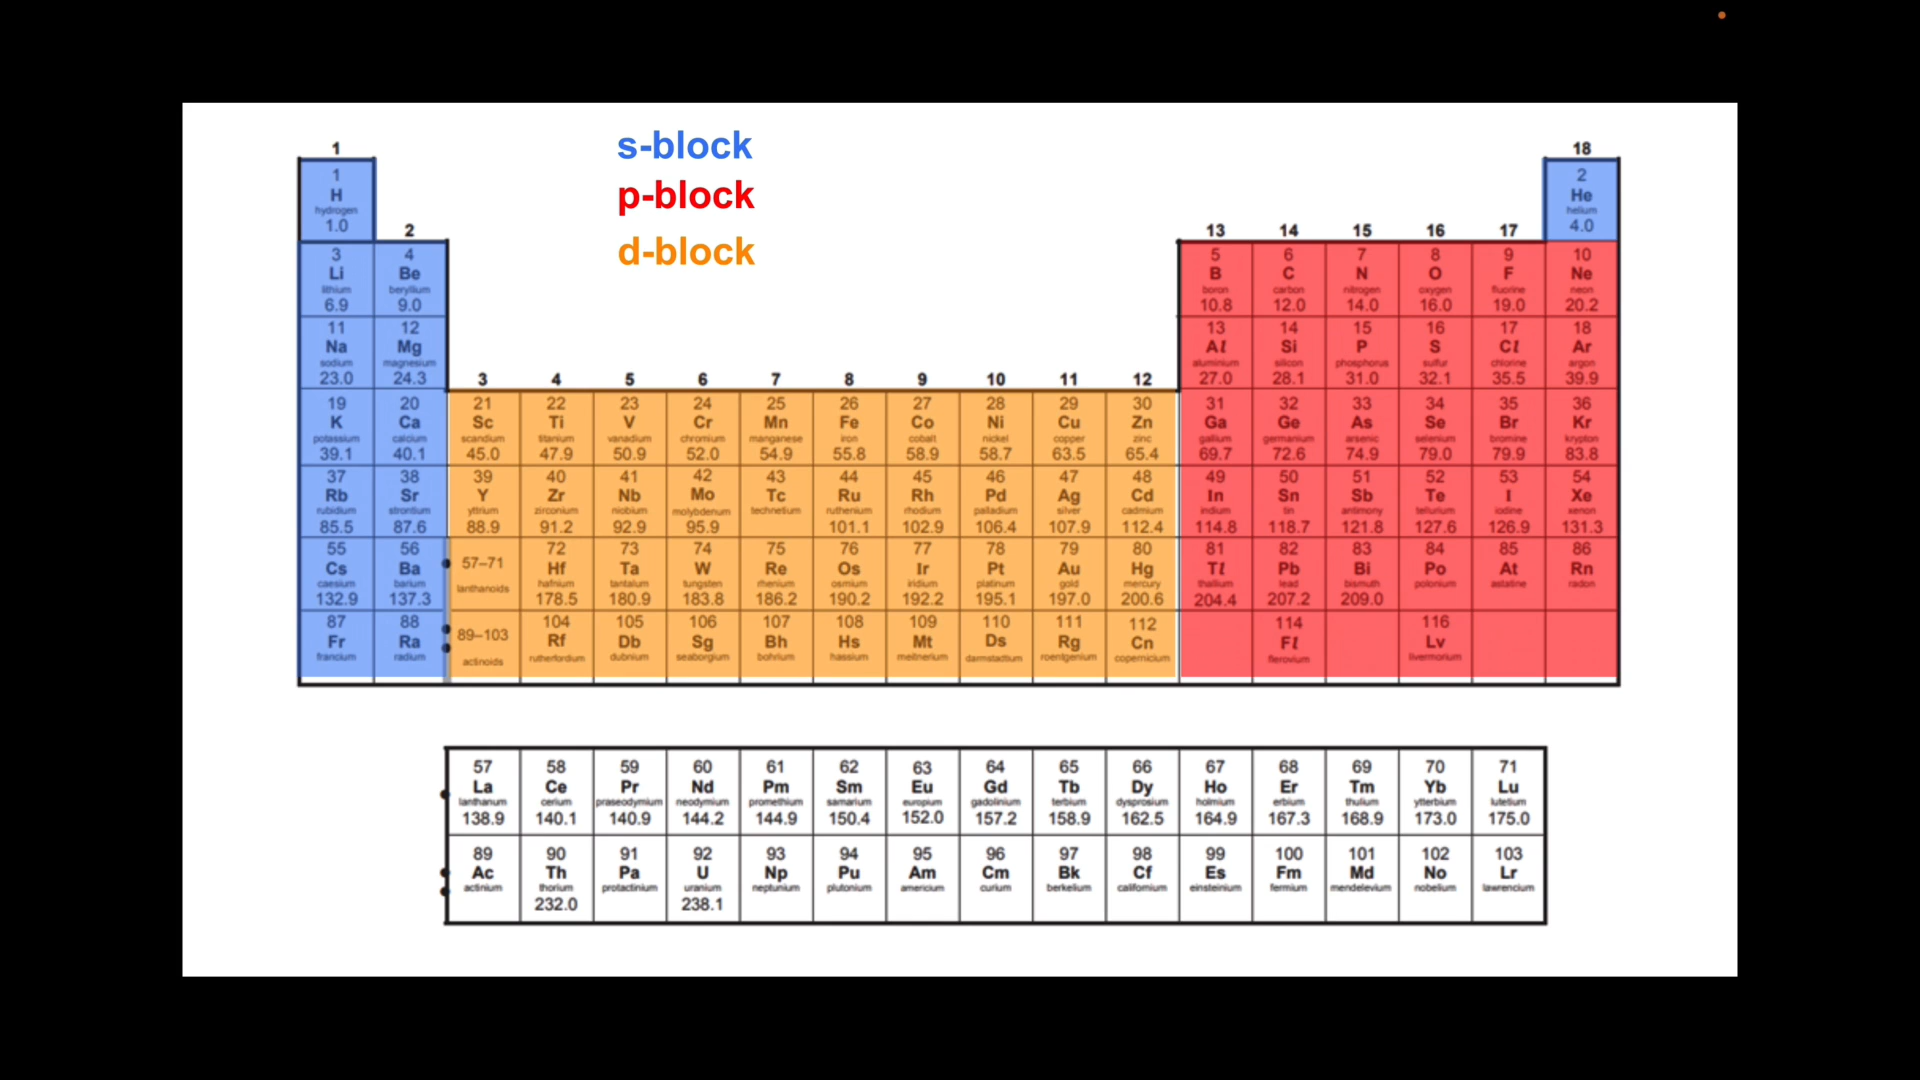 s-block
p-block
d-block
1 18
1 2
H He
hydrogen helium
1.0 4.0
2 13 14 15 16 17
3 4 5 6 7 8 9 10
Li Be B C N O F Ne
lithium beryllium boron carbon nitrogen oxygen fluorine neon
6.9 9.0 10.8 12.0 14.0 16.0 19.0 20.2
11 12 13 14 15 16 17 18
Na Mg Al Si P S Cl Ar
sodium magnesium aluminium silicon phosphorus sulfur chlorine argon
23.0 24.3 27.0 28.1 31.0 32.1 35.5 39.9
3 4 5 6 7 8 9 10 11 12
19 20 21 22 23 24 25 26 27 28 29 30 31 32 33 34 35 36
K Ca Sc Ti V Cr Mn Fe Co Ni Cu Zn Ga Ge As Se Br Kr
potassium calcium scandium titanium vanadium chromium manganese iron cobalt nickel copper zinc gallium germanium arsenic selenium bromine krypton
39.1 40.1 45.0 47.9 50.9 52.0 54.9 55.8 58.9 58.7 63.5 65.4 69.7 72.6 74.9 79.0 79.9 83.8
37 38 39 40 41 42 43 44 45 46 47 48 49 50 51 52 53 54
Rb Sr Y Zr Nb Mo Tc Ru Rh Pd Ag Cd In Sn Sb Te I Xe
rubidium strontium yttrium zirconium niobium molybdenum technetium ruthenium rhodium palladium silver cadmium indium tin antimony tellurium iodine xenon
85.5 87.6 88.9 91.2 92.9 95.9 101.1 102.9 106.4 107.9 112.4 114.8 118.7 121.8 127.6 126.9 131.3
55 56 57–71 72 73 74 75 76 77 78 79 80 81 82 83 84 85 86
Cs Ba Hf Ta W Re Os Ir Pt Au Hg Tl Pb Bi Po At Rn
caesium barium lanthanoids hafnium tantalum tungsten rhenium osmium iridium platinum gold mercury thallium lead bismuth polonium astatine radon
132.9 137.3 178.5 180.9 183.8 186.2 190.2 192.2 195.1 197.0 200.6 204.4 207.2 209.0
87 88 89–103 104 105 106 107 108 109 110 111 112 114 116
Fr Ra Rf Db Sg Bh Hs Mt Ds Rg Cn Fl Lv
francium radium actinoids rutherfordium dubnium seaborgium bohrium hassium meitnerium darmstadtium roentgenium copernicium flerovium livermorium
57 58 59 60 61 62 63 64 65 66 67 68 69 70 71
La Ce Pr Nd Pm Sm Eu Gd Tb Dy Ho Er Tm Yb Lu
lanthanum cerium praseodymium neodymium promethium samarium europium gadolinium terbium dysprosium holmium erbium thulium ytterbium lutetium
138.9 140.1 140.9 144.2 144.9 150.4 152.0 157.2 158.9 162.5 164.9 167.3 168.9 173.0 175.0
89 90 91 92 93 94 95 96 97 98 99 100 101 102 103
Ac Th Pa U Np Pu Am Cm Bk Cf Es Fm Md No Lr
actinium thorium protactinium uranium neptunium plutonium americium curium berkelium californium einsteinium fermium mendelevium nobelium lawrencium
232.0 238.1